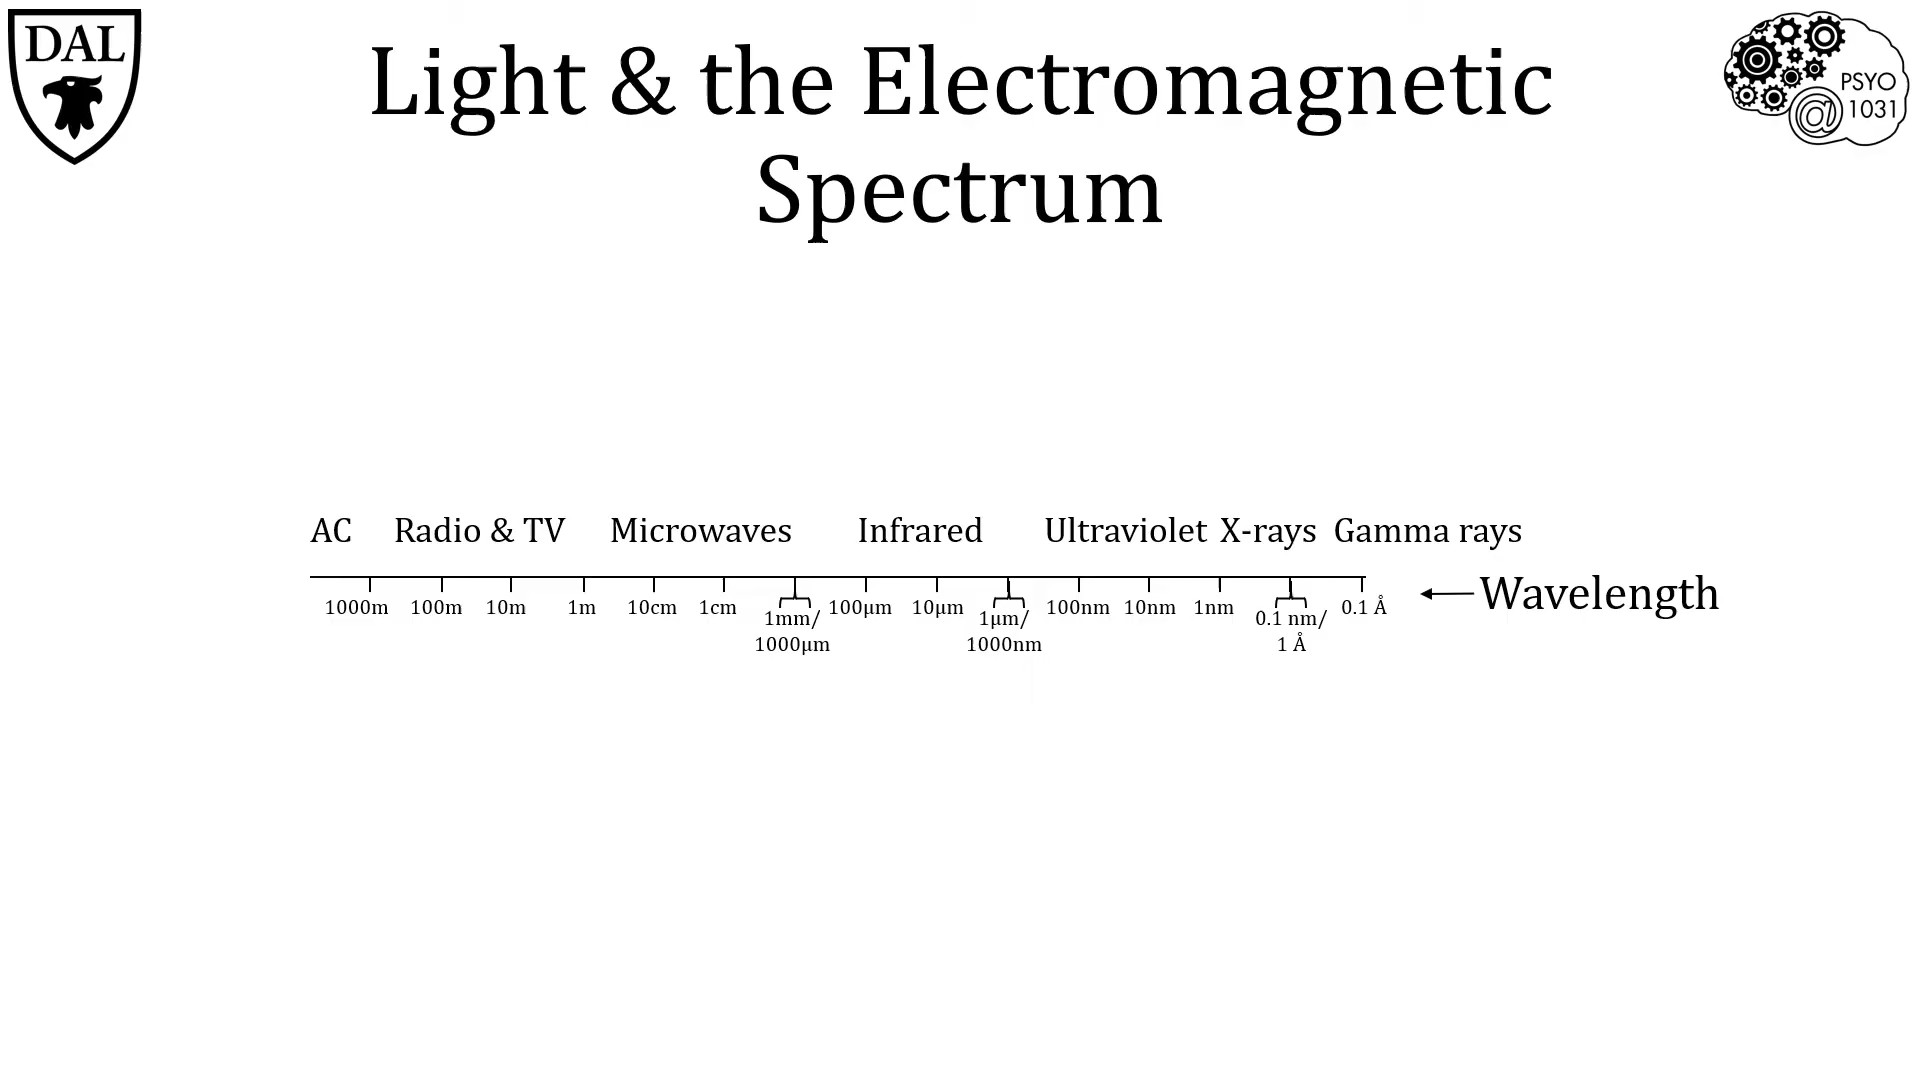 DAL
Light & the Electromagnetic
Spectrum
PSYO
@ 1031
AC Radio & TV Microwaves Infrared Ultraviolet X-rays Gamma rays
1000m 100m 10m 1m 10cm 1cm 1mm/ 100μm 10μm 1μm/ 100nm 10nm 1nm 0.1 nm/ 0.1 Å
1000μm 1000nm 1 Å
Wavelength